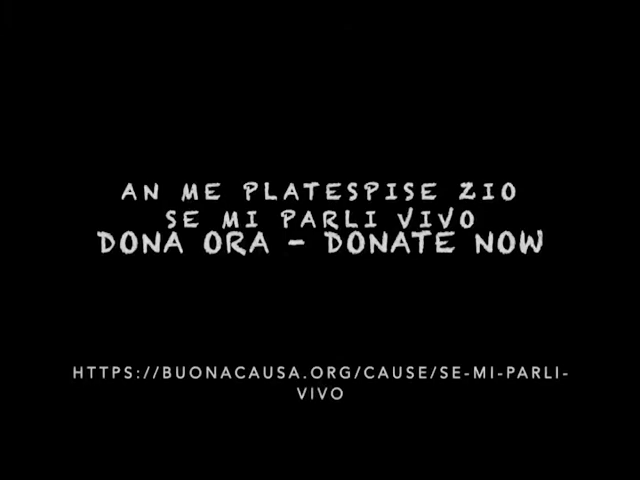 AN ME PLATESPISE ZIO
SE MI PARLI VIVO
DONA ORA - DONATE NOW
HTTPS://BUONACAUSA.ORG/CAUSE/SE-MI-PARLI-
VIVO